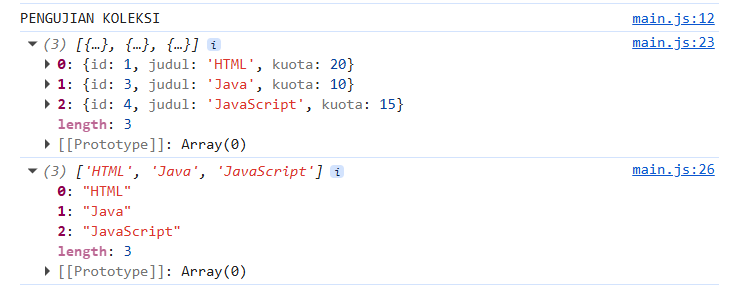 PENGUJIAN KOLEKSI main.js:12
▼ (3) [{…}, {…}, {…}] i main.js:23
▶ 0: {id: 1, judul: 'HTML', kuota: 20}
▶ 1: {id: 3, judul: 'Java', kuota: 10}
▶ 2: {id: 4, judul: 'JavaScript', kuota: 15}
length: 3
▶ [[Prototype]]: Array(0)
▼ (3) ['HTML', 'Java', 'JavaScript'] i main.js:26
0: "HTML"
1: "Java"
2: "JavaScript"
length: 3
▶ [[Prototype]]: Array(0)